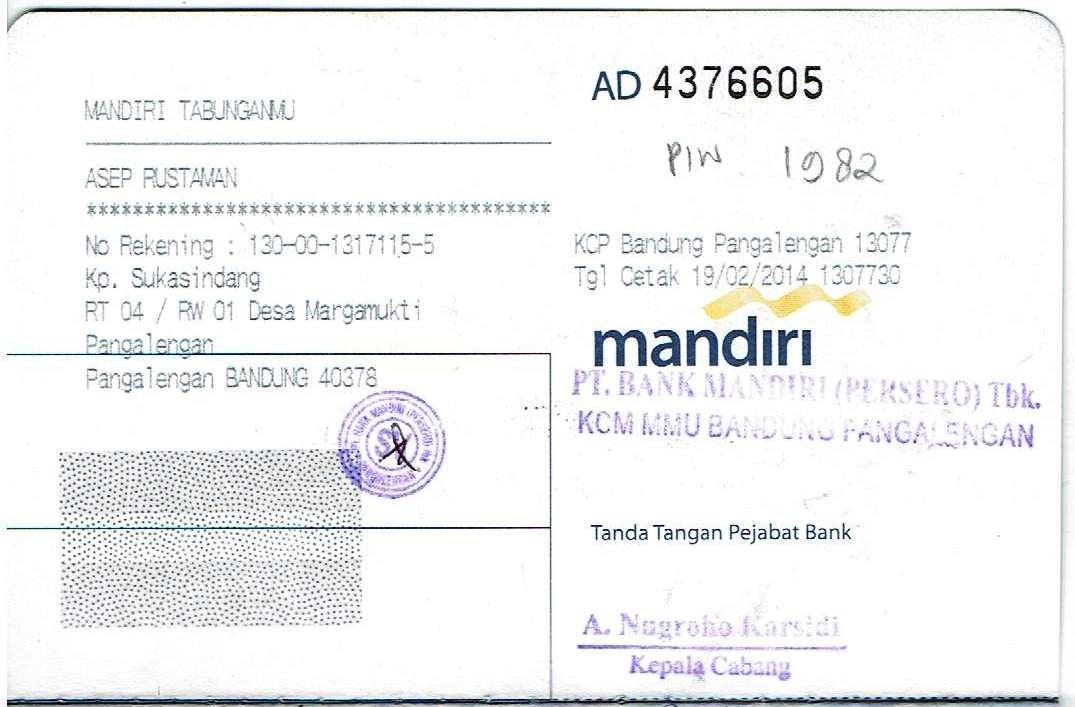 MANDIRI TABUNGANMU
ASEP RUSTAMAN
****************************************
No Rekening : 130-00-1317115-5
Kp. Sukasindang
RT 04 / RW 01 Desa Margamukti
Pangalengan
Pangalengan BANDUNG 40378
AD 4376605
PIN 1982
KCP Bandung Pangalengan 13077
Tgl Cetak 19/02/2014 1307730
mandiri
PT. BANK MANDIRI (PERSERO) Tbk.
KCM MMU BANDUNG PANGALENGAN
Tanda Tangan Pejabat Bank
A. Nugroho Karsidi
Kepala Cabang